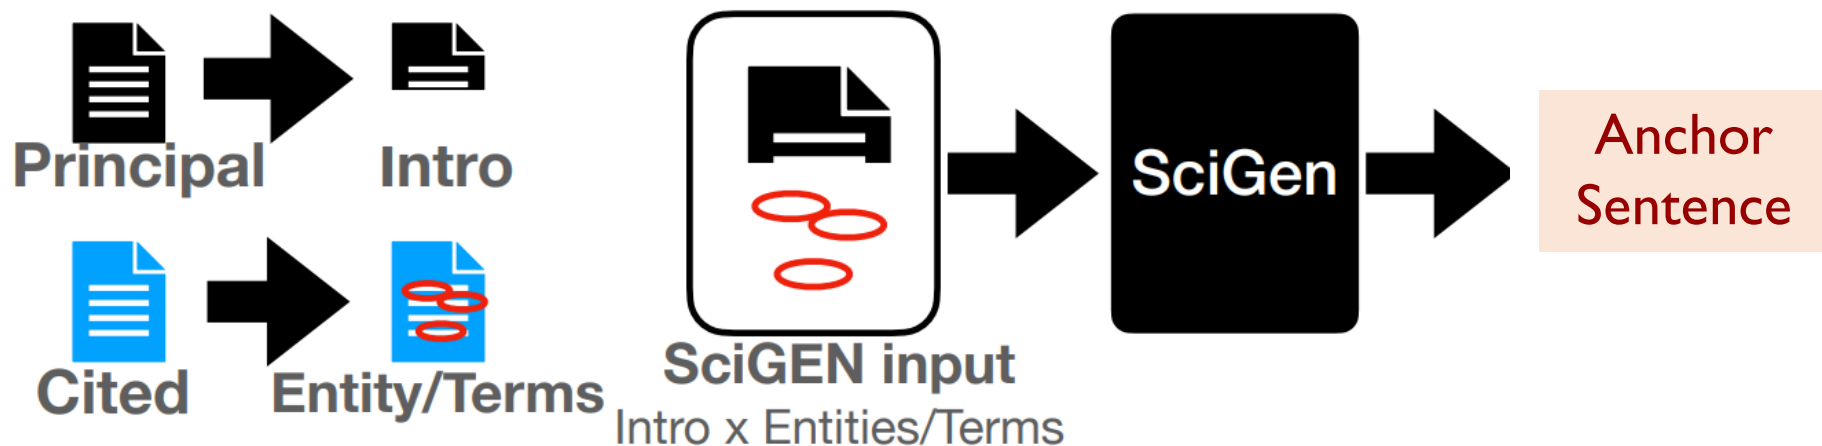 Principal
Intro
Cited
Entity/Terms
SciGEN input
Intro x Entities/Terms
SciGen
Anchor
Sentence